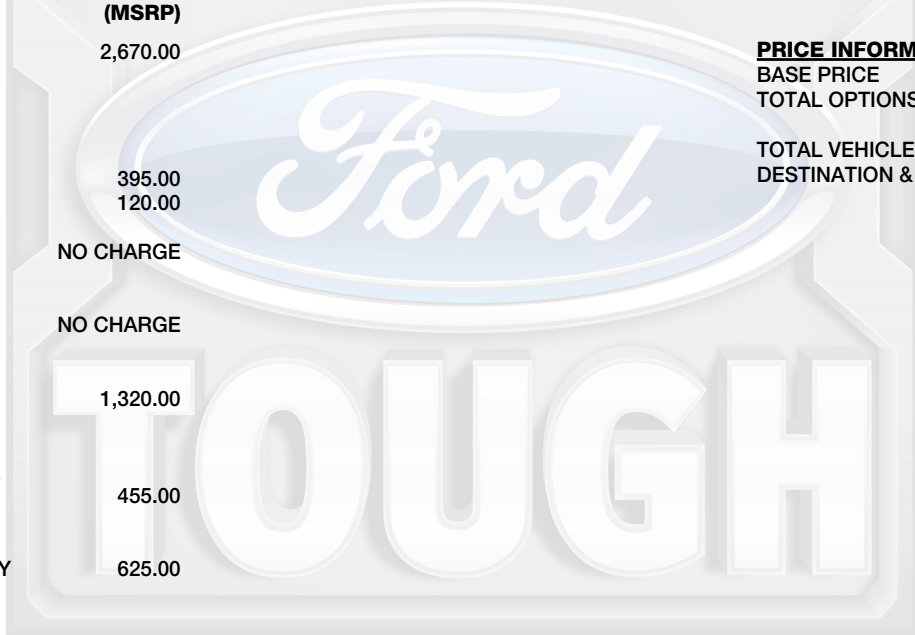 (MSRP)
2,670.00
395.00
120.00
NO CHARGE
NO CHARGE
1,320.00
455.00
Y 625.00
PRICE INFORM
BASE PRICE
TOTAL OPTIONS
TOTAL VEHICLE
DESTINATION &
Ford
TOUGH